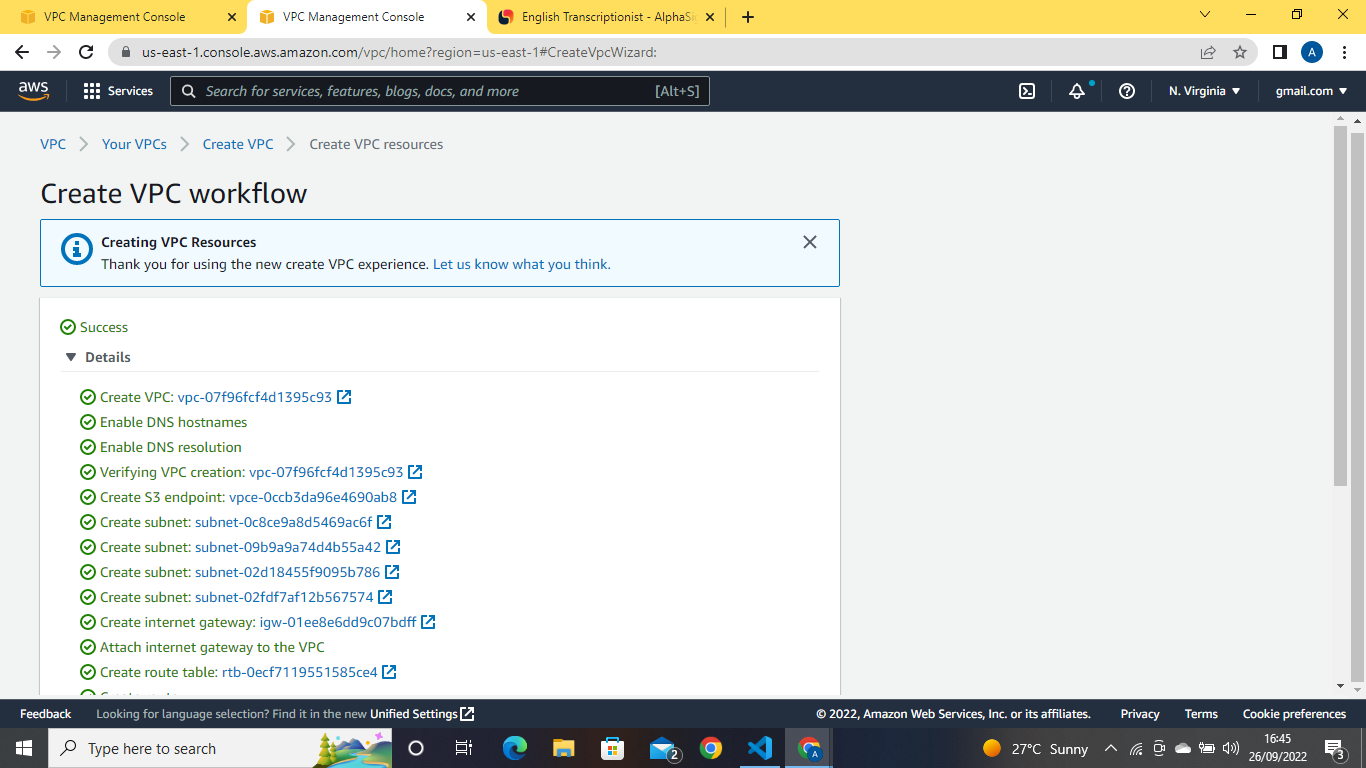 VPC Management Console
VPC Management Console
English Transcriptionist - AlphaSi
us-east-1.console.aws.amazon.com/vpc/home?region=us-east-1#CreateVpcWizard:
A
aws
Services
Search for services, features, blogs, docs, and more
[Alt+S]
N. Virginia
gmail.com
VPC
Your VPCs
Create VPC
Create VPC resources
Create VPC workflow
Creating VPC Resources
Thank you for using the new create VPC experience. Let us know what you think.
Success
Details
Create VPC: vpc-07f96fcf4d1395c93
Enable DNS hostnames
Enable DNS resolution
Verifying VPC creation: vpc-07f96fcf4d1395c93
Create S3 endpoint: vpce-0ccb3da96e4690ab8
Create subnet: subnet-0c8ce9a8d5469ac6f
Create subnet: subnet-09b9a9a74d4b55a42
Create subnet: subnet-02d18455f9095b786
Create subnet: subnet-02fdf7af12b567574
Create internet gateway: igw-01ee8e6dd9c07bdff
Attach internet gateway to the VPC
Create route table: rtb-0ecf7119551585ce4
Feedback
Looking for language selection? Find it in the new Unified Settings
© 2022, Amazon Web Services, Inc. or its affiliates.
Privacy
Terms
Cookie preferences
Type here to search
2
A
27°C Sunny
16:45
26/09/2022
3